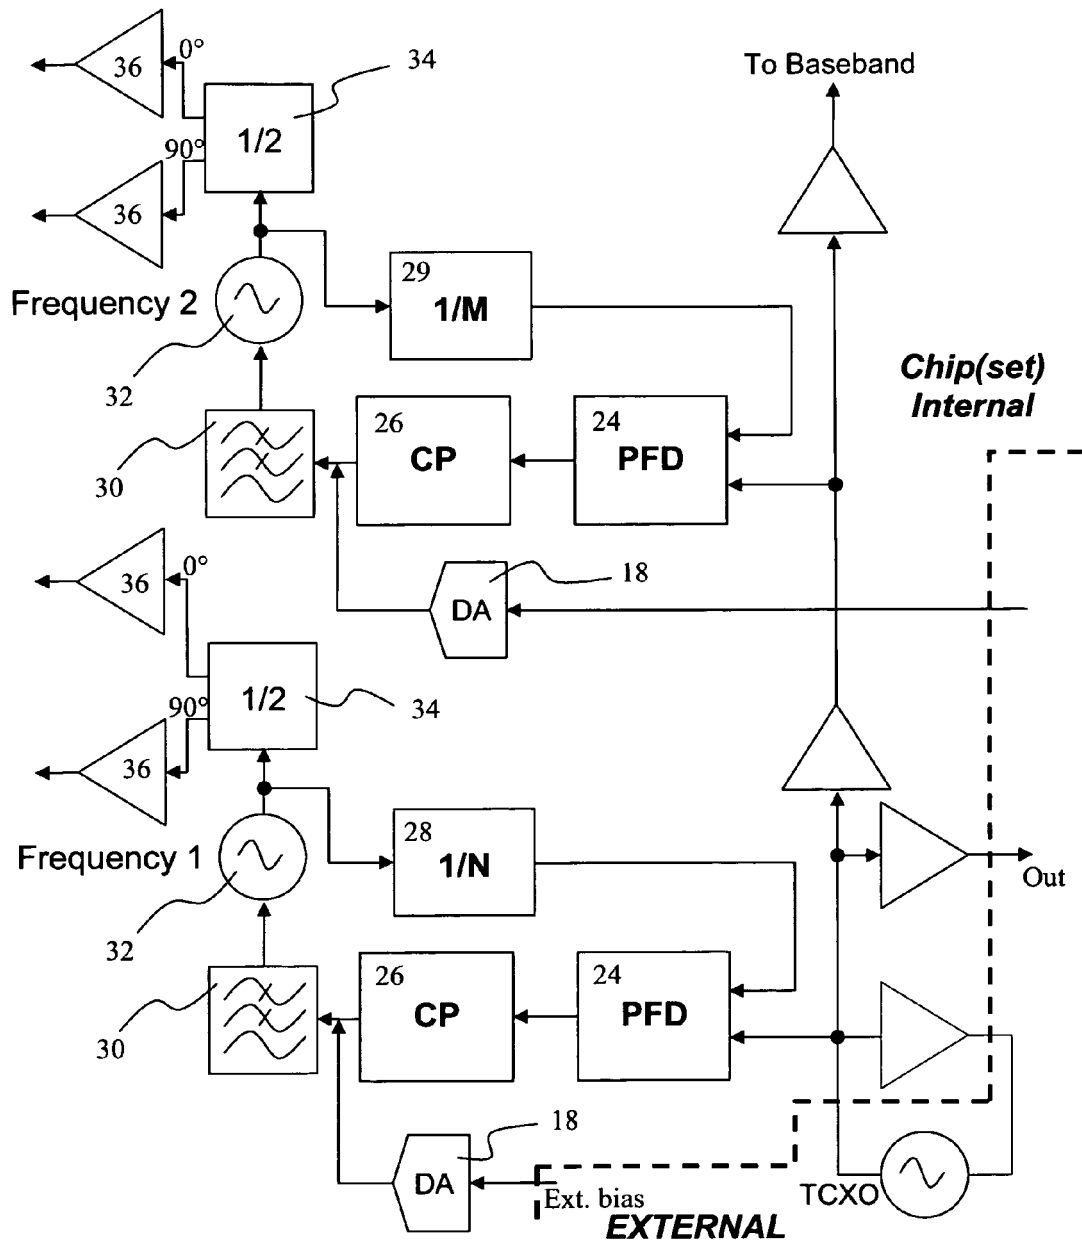 36
0°
34
To Baseband
1/2
90°
36
29
1/M
Frequency 2
32
Chip(set)
Internal
26
CP
24
PFD
30
36
0°
18
DA
1/2
34
90°
36
28
1/N
Frequency 1
Out
32
26
CP
24
PFD
30
18
DA
Ext. bias
TCXO
EXTERNAL